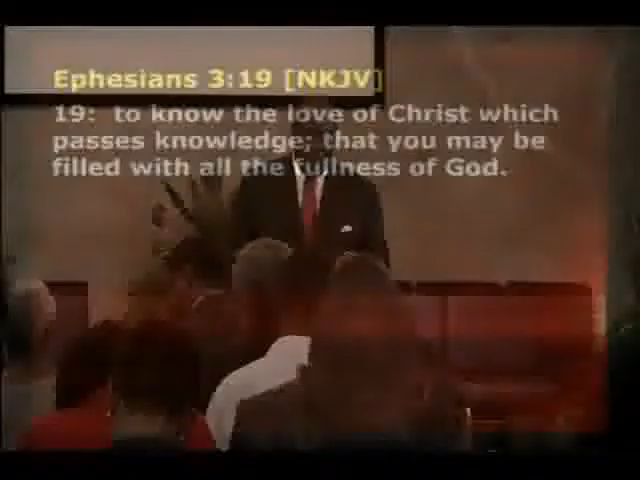 Ephesians 3:19 [NKJV]
19: to know the love of Christ which
passes knowledge; that you may be
filled with all the fullness of God.